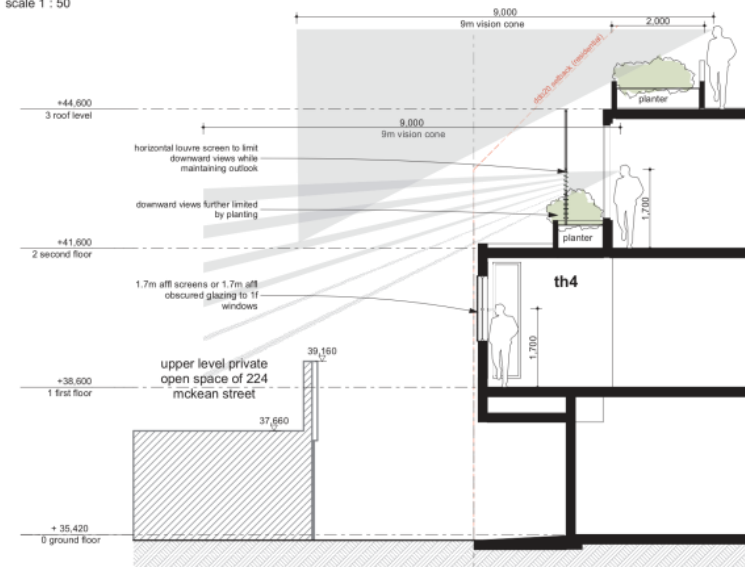 scale 1 : 50
9,000
9m vision cone
2,000
ddo20 setback (residential)
planter
+44,600
3 roof level
9,000
9m vision cone
horizontal louvre screen to limit
downward views while
maintaining outlook
downward views further limited
by planting
1,700
planter
+41,600
2 second floor
1.7m affl screens or 1.7m affl
obscured glazing to 1f
windows
th4
1,700
39,160
upper level private
open space of 224
mckean street
+38,600
1 first floor
37,660
+ 35,420
0 ground floor